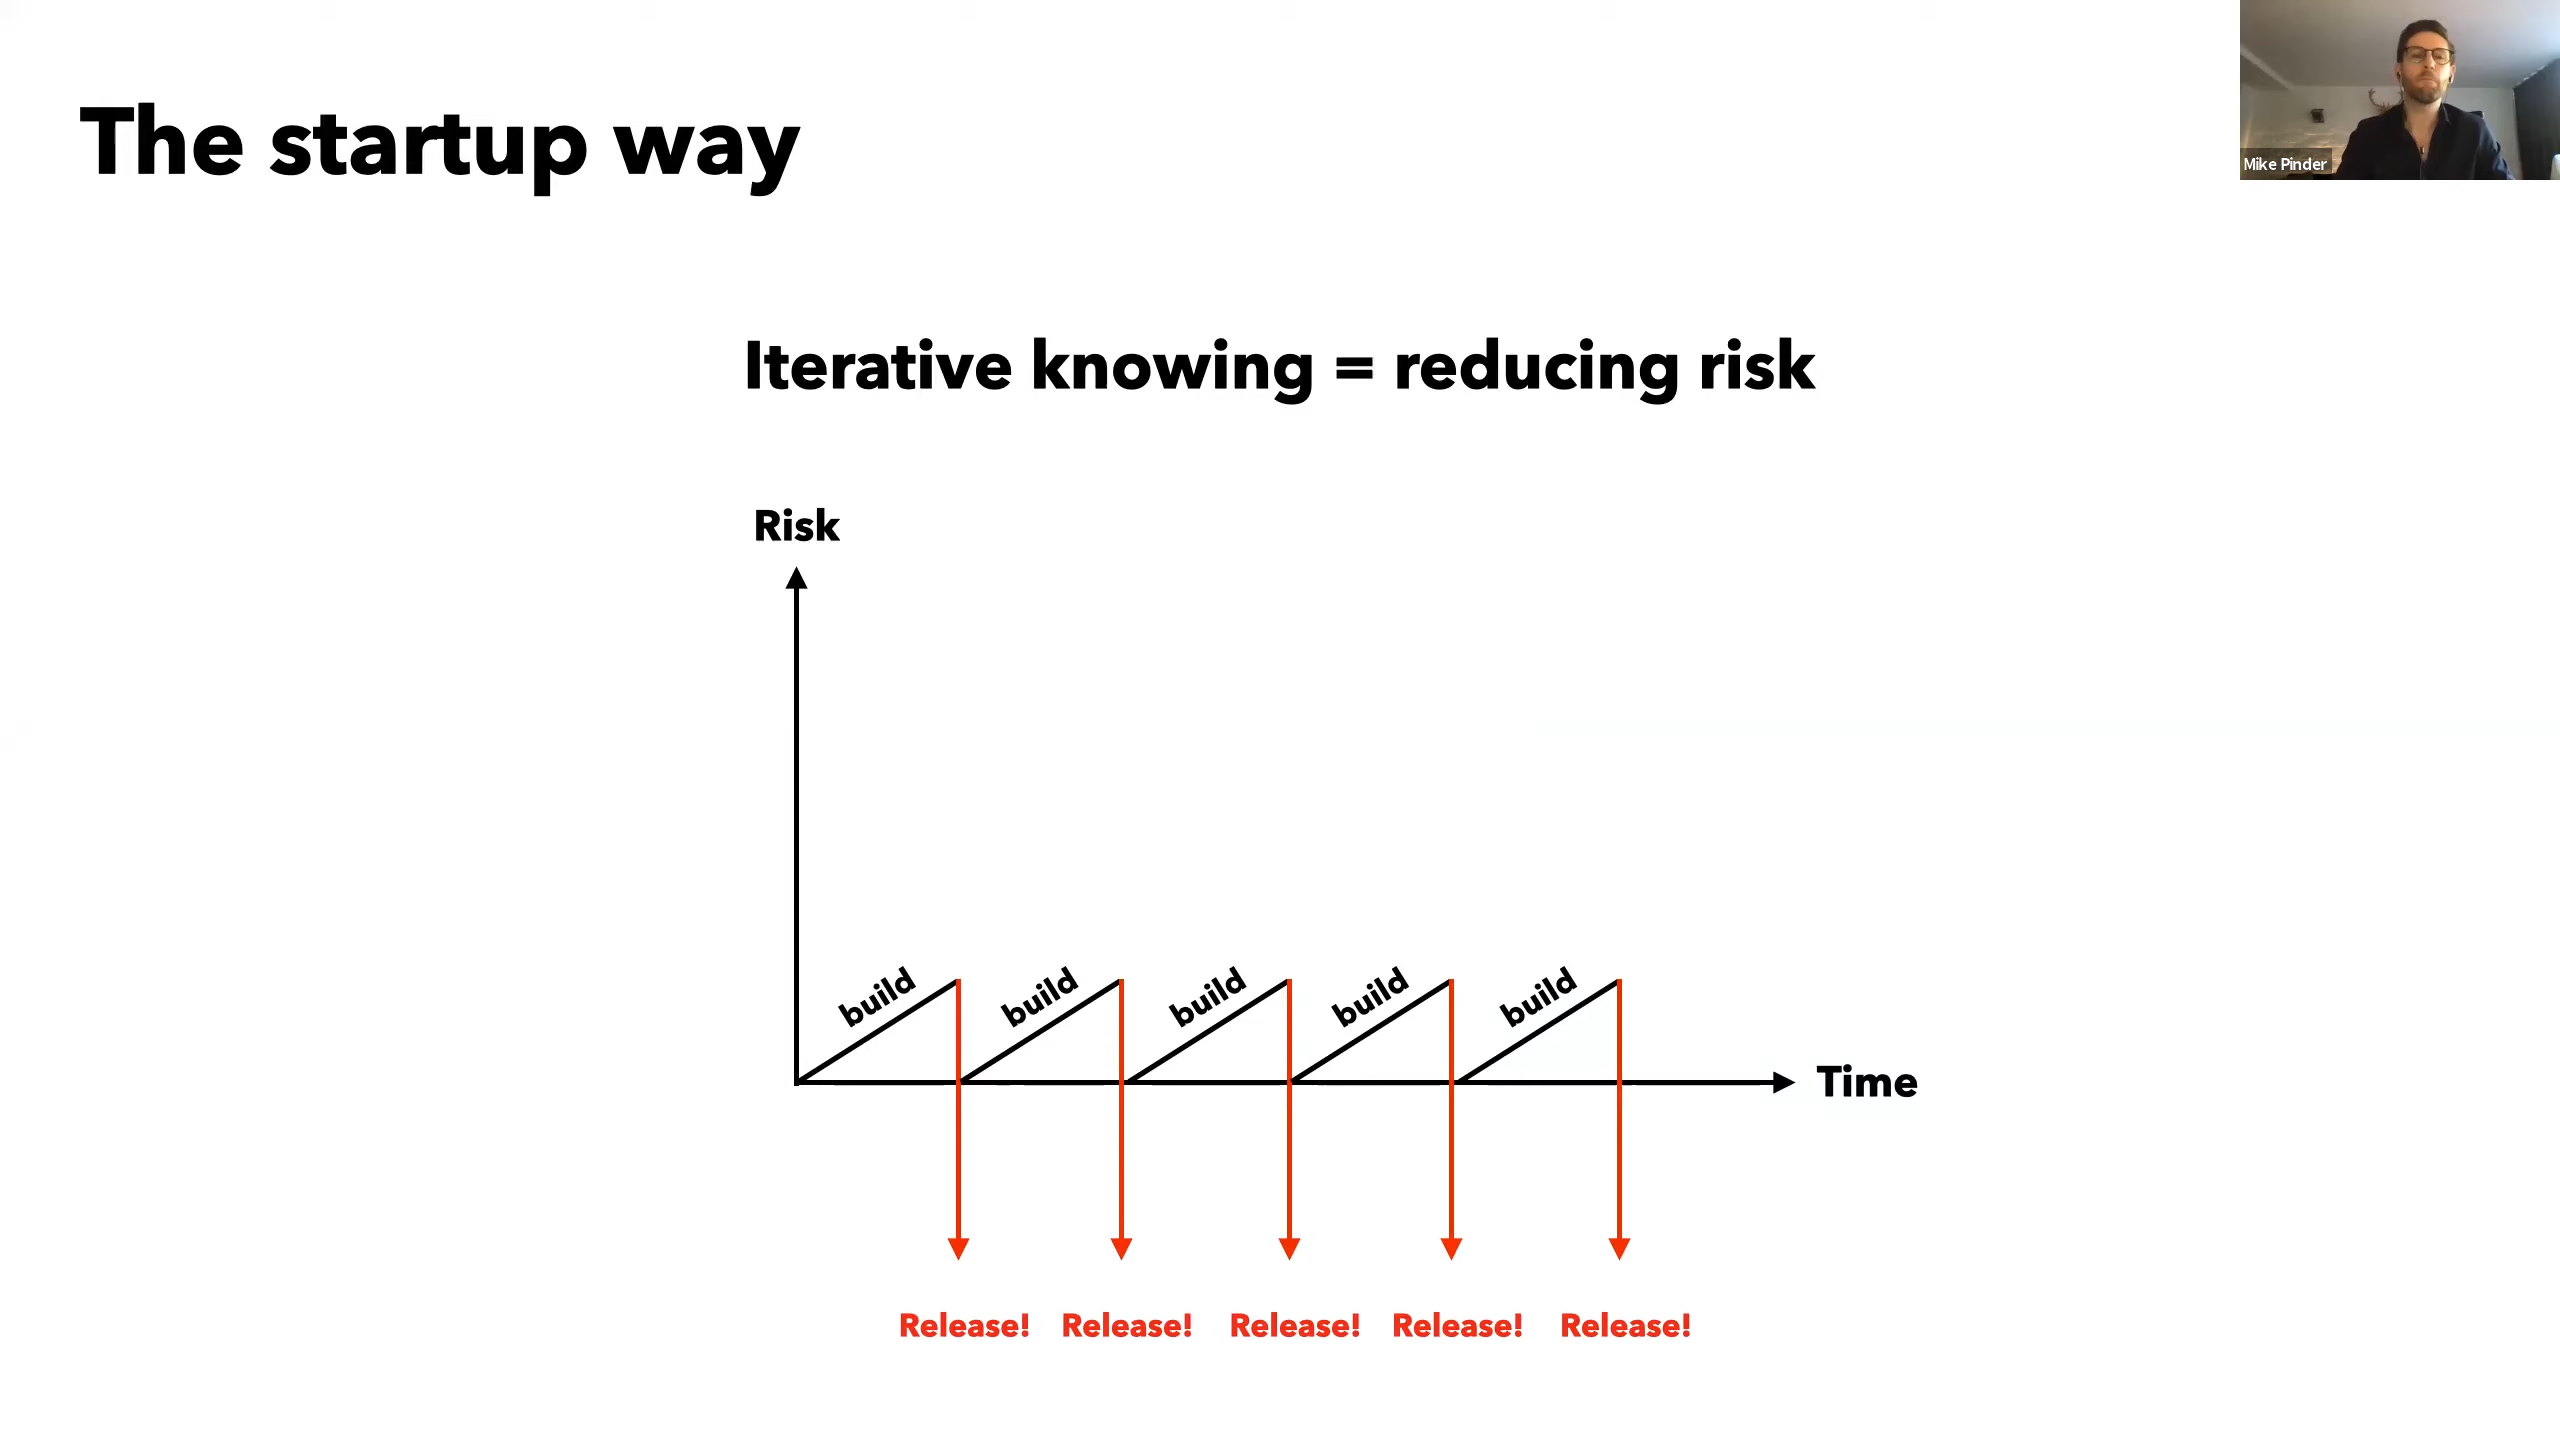 The startup way
Mike Pinder
Iterative knowing = reducing risk
Risk
build build build build build
Time
Release! Release! Release! Release! Release!